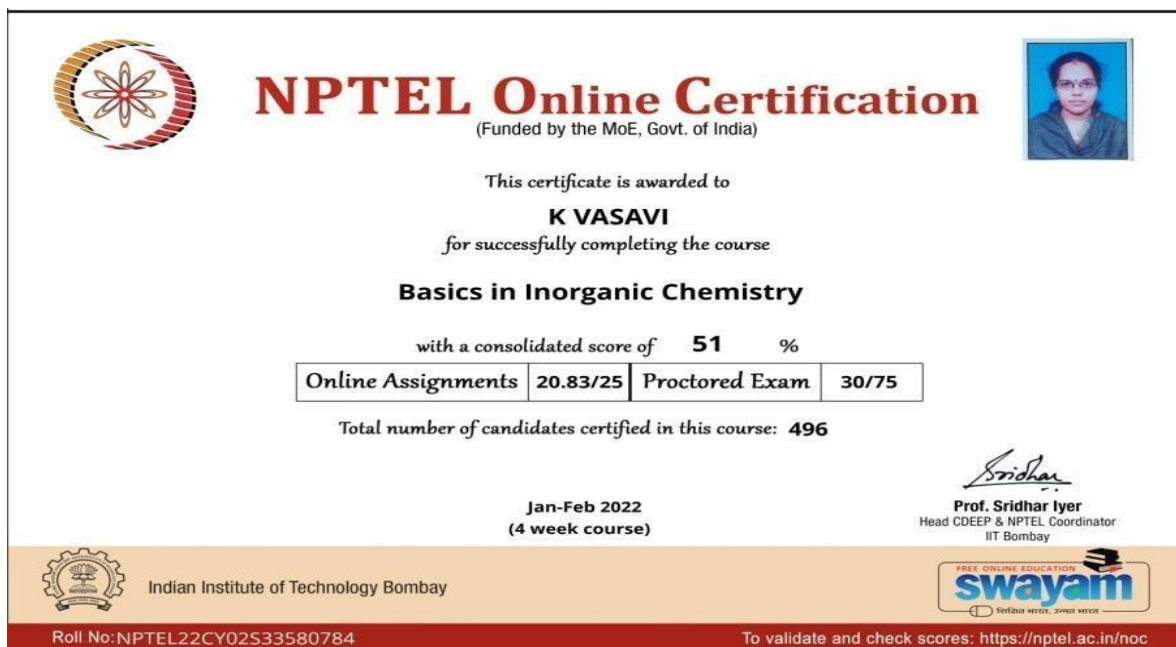 NPTEL Online Certification
(Funded by the MoE, Govt. of India)
This certificate is awarded to
K VASAVI
for successfully completing the course
Basics in Inorganic Chemistry
with a consolidated score of 51 %
Online Assignments 20.83/25 Proctored Exam 30/75
Total number of candidates certified in this course: 496
Sridhar
Jan-Feb 2022
(4 week course)
Prof. Sridhar Iyer
Head CDEEP & NPTEL Coordinator
IIT Bombay
Indian Institute of Technology Bombay
FREE ONLINE EDUCATION
swayam
शिक्षित भारत, उन्नत भारत
Roll No:NPTEL22CY02S33580784
To validate and check scores: https://nptel.ac.in/noc